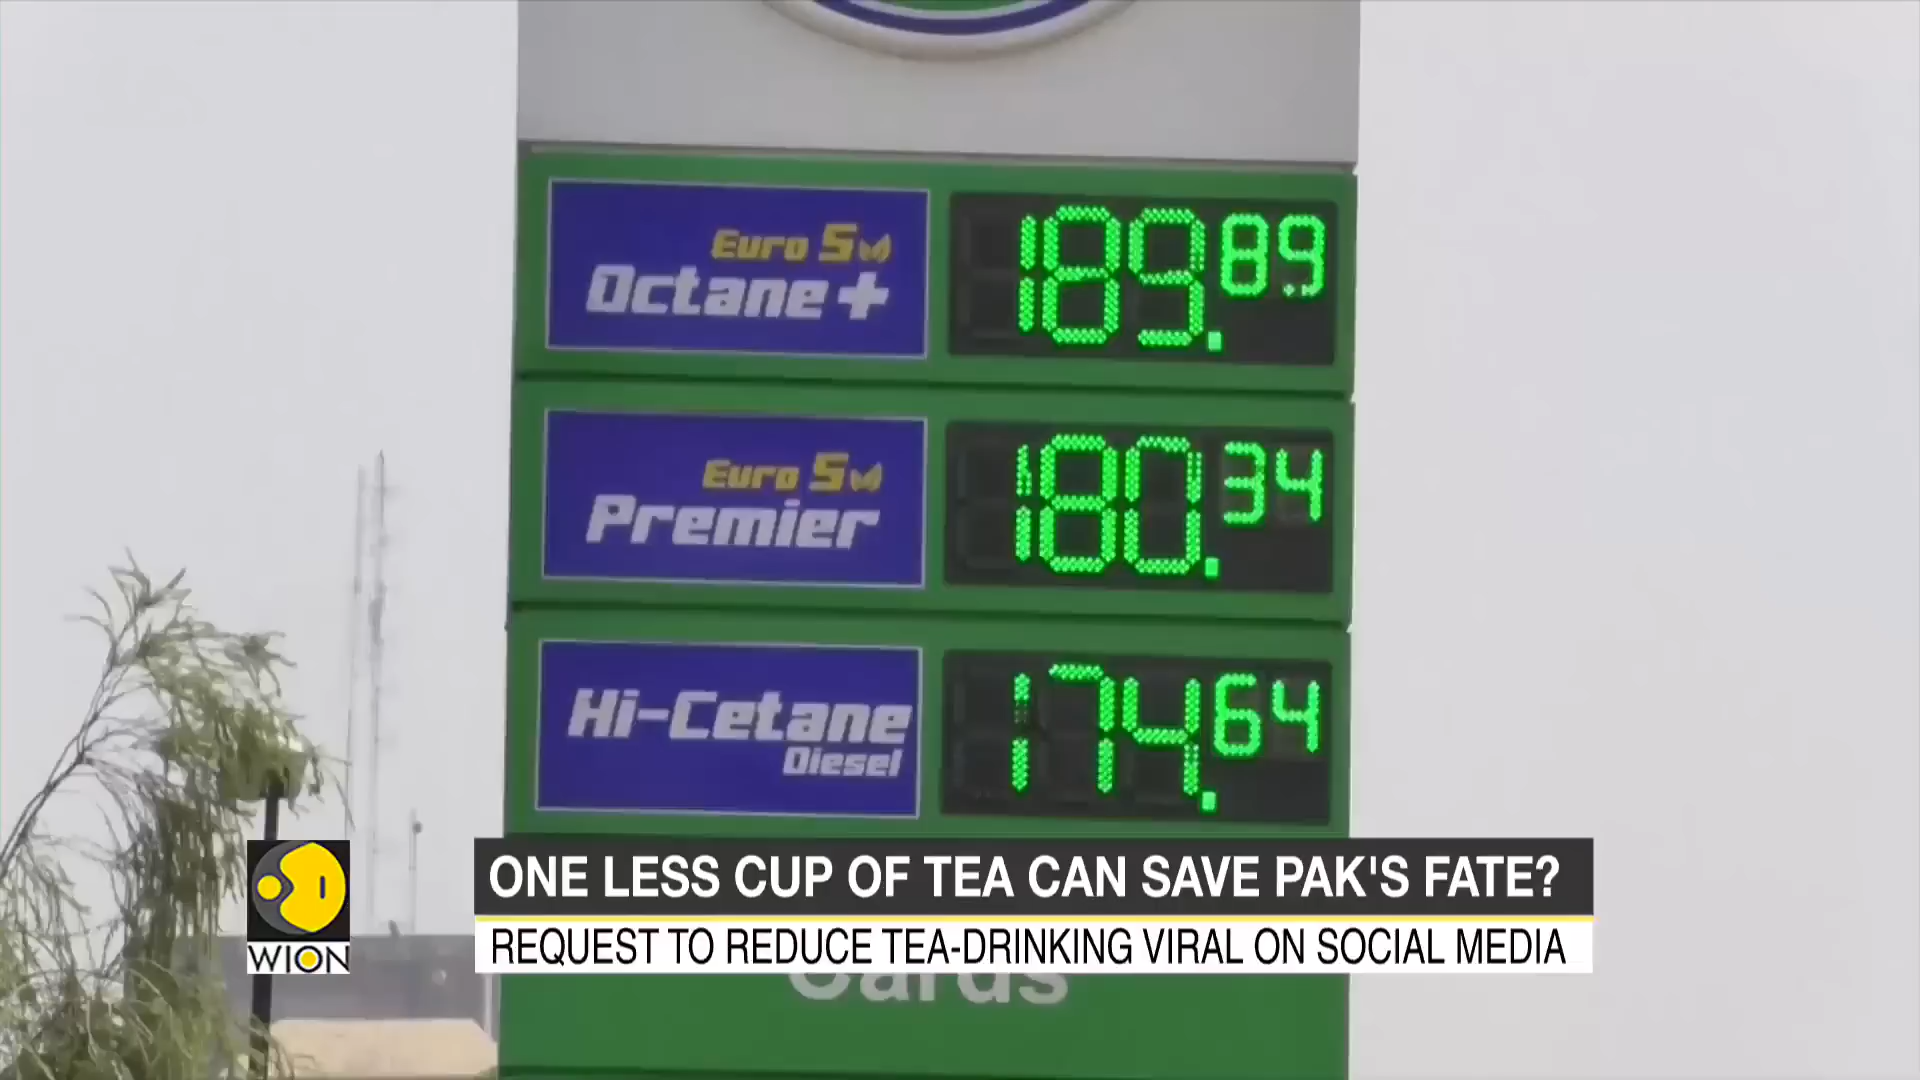 Euro 5
Octane+
189.89
Euro 5
Premier
180.34
Hi-Cetane
Diesel
174.64
ONE LESS CUP OF TEA CAN SAVE PAK'S FATE?
REQUEST TO REDUCE TEA-DRINKING VIRAL ON SOCIAL MEDIA
WION
Cards